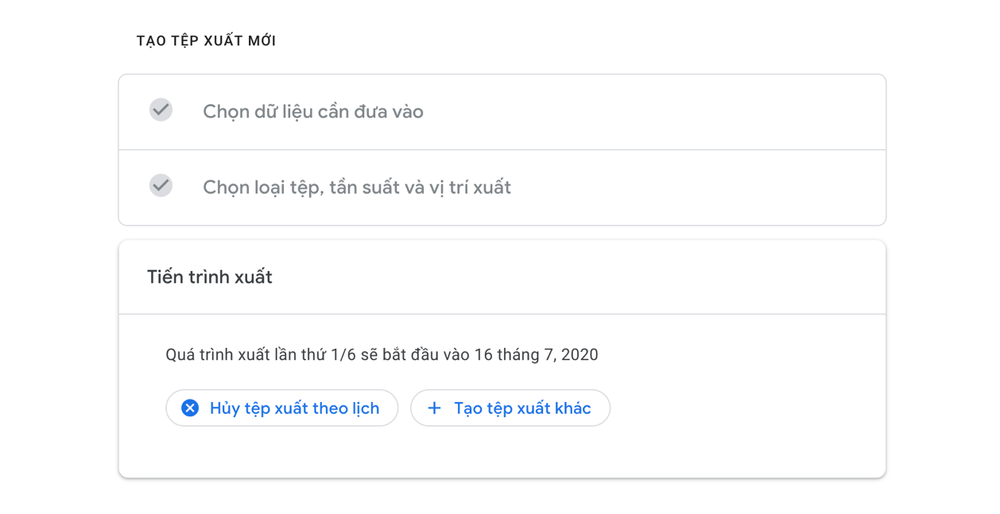 TẠO TỆP XUẤT MỚI
Chọn dữ liệu cần đưa vào
Chọn loại tệp, tần suất và vị trí xuất
Tiến trình xuất
Quá trình xuất lần thứ 1/6 sẽ bắt đầu vào 16 tháng 7, 2020
Hủy tệp xuất theo lịch
Tạo tệp xuất khác